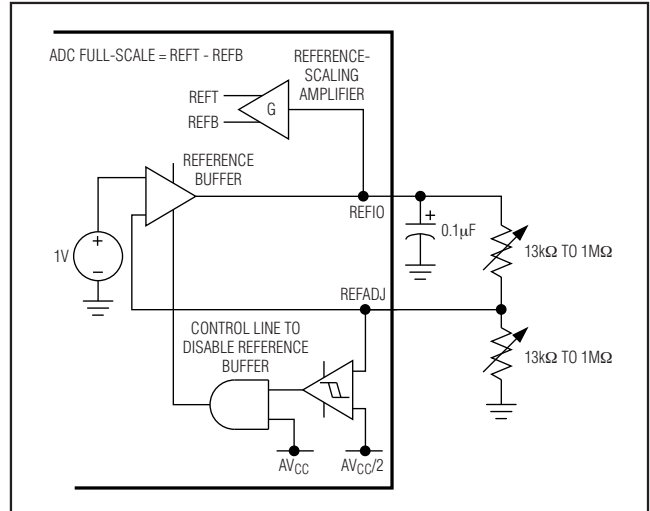 ADC FULL-SCALE = REFT - REFB
REFERENCE-
SCALING
AMPLIFIER
REFT
REFB
G
REFERENCE
BUFFER
REFIO
+
0.1µF
13kΩ TO 1MΩ
1V
+
−
REFADJ
CONTROL LINE TO
DISABLE REFERENCE
BUFFER
13kΩ TO 1MΩ
AVCC
AVCC/2